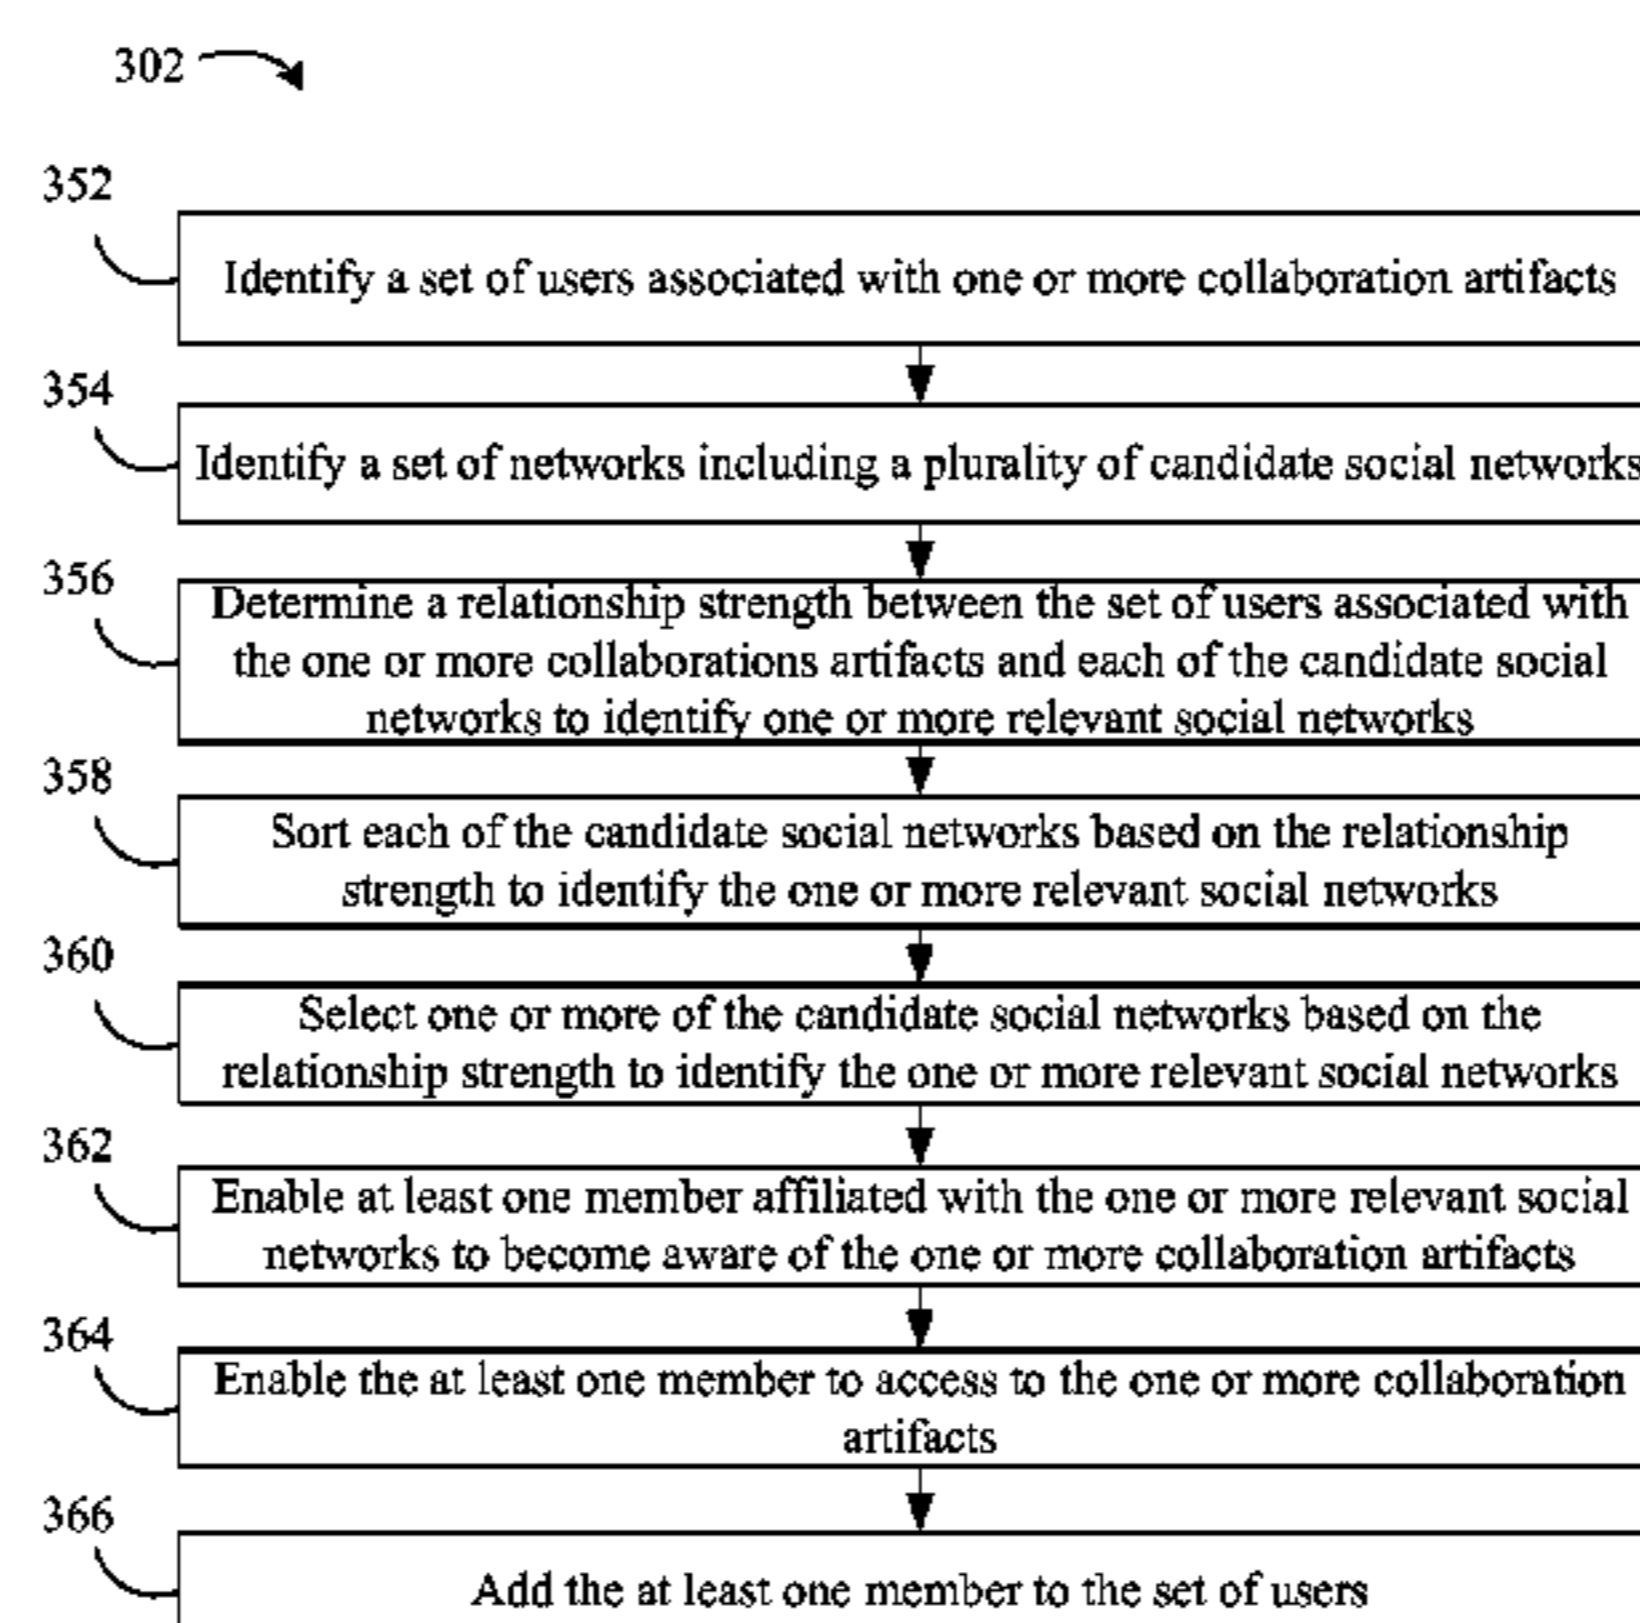 302
352
Identify a set of users associated with one or more collaboration artifacts
354
Identify a set of networks including a plurality of candidate social networks
356
Determine a relationship strength between the set of users associated with
the one or more collaborations artifacts and each of the candidate social
networks to identify one or more relevant social networks
358
Sort each of the candidate social networks based on the relationship
strength to identify the one or more relevant social networks
360
Select one or more of the candidate social networks based on the
relationship strength to identify the one or more relevant social networks
362
Enable at least one member affiliated with the one or more relevant social
networks to become aware of the one or more collaboration artifacts
364
Enable the at least one member to access to the one or more collaboration
artifacts
366
Add the at least one member to the set of users